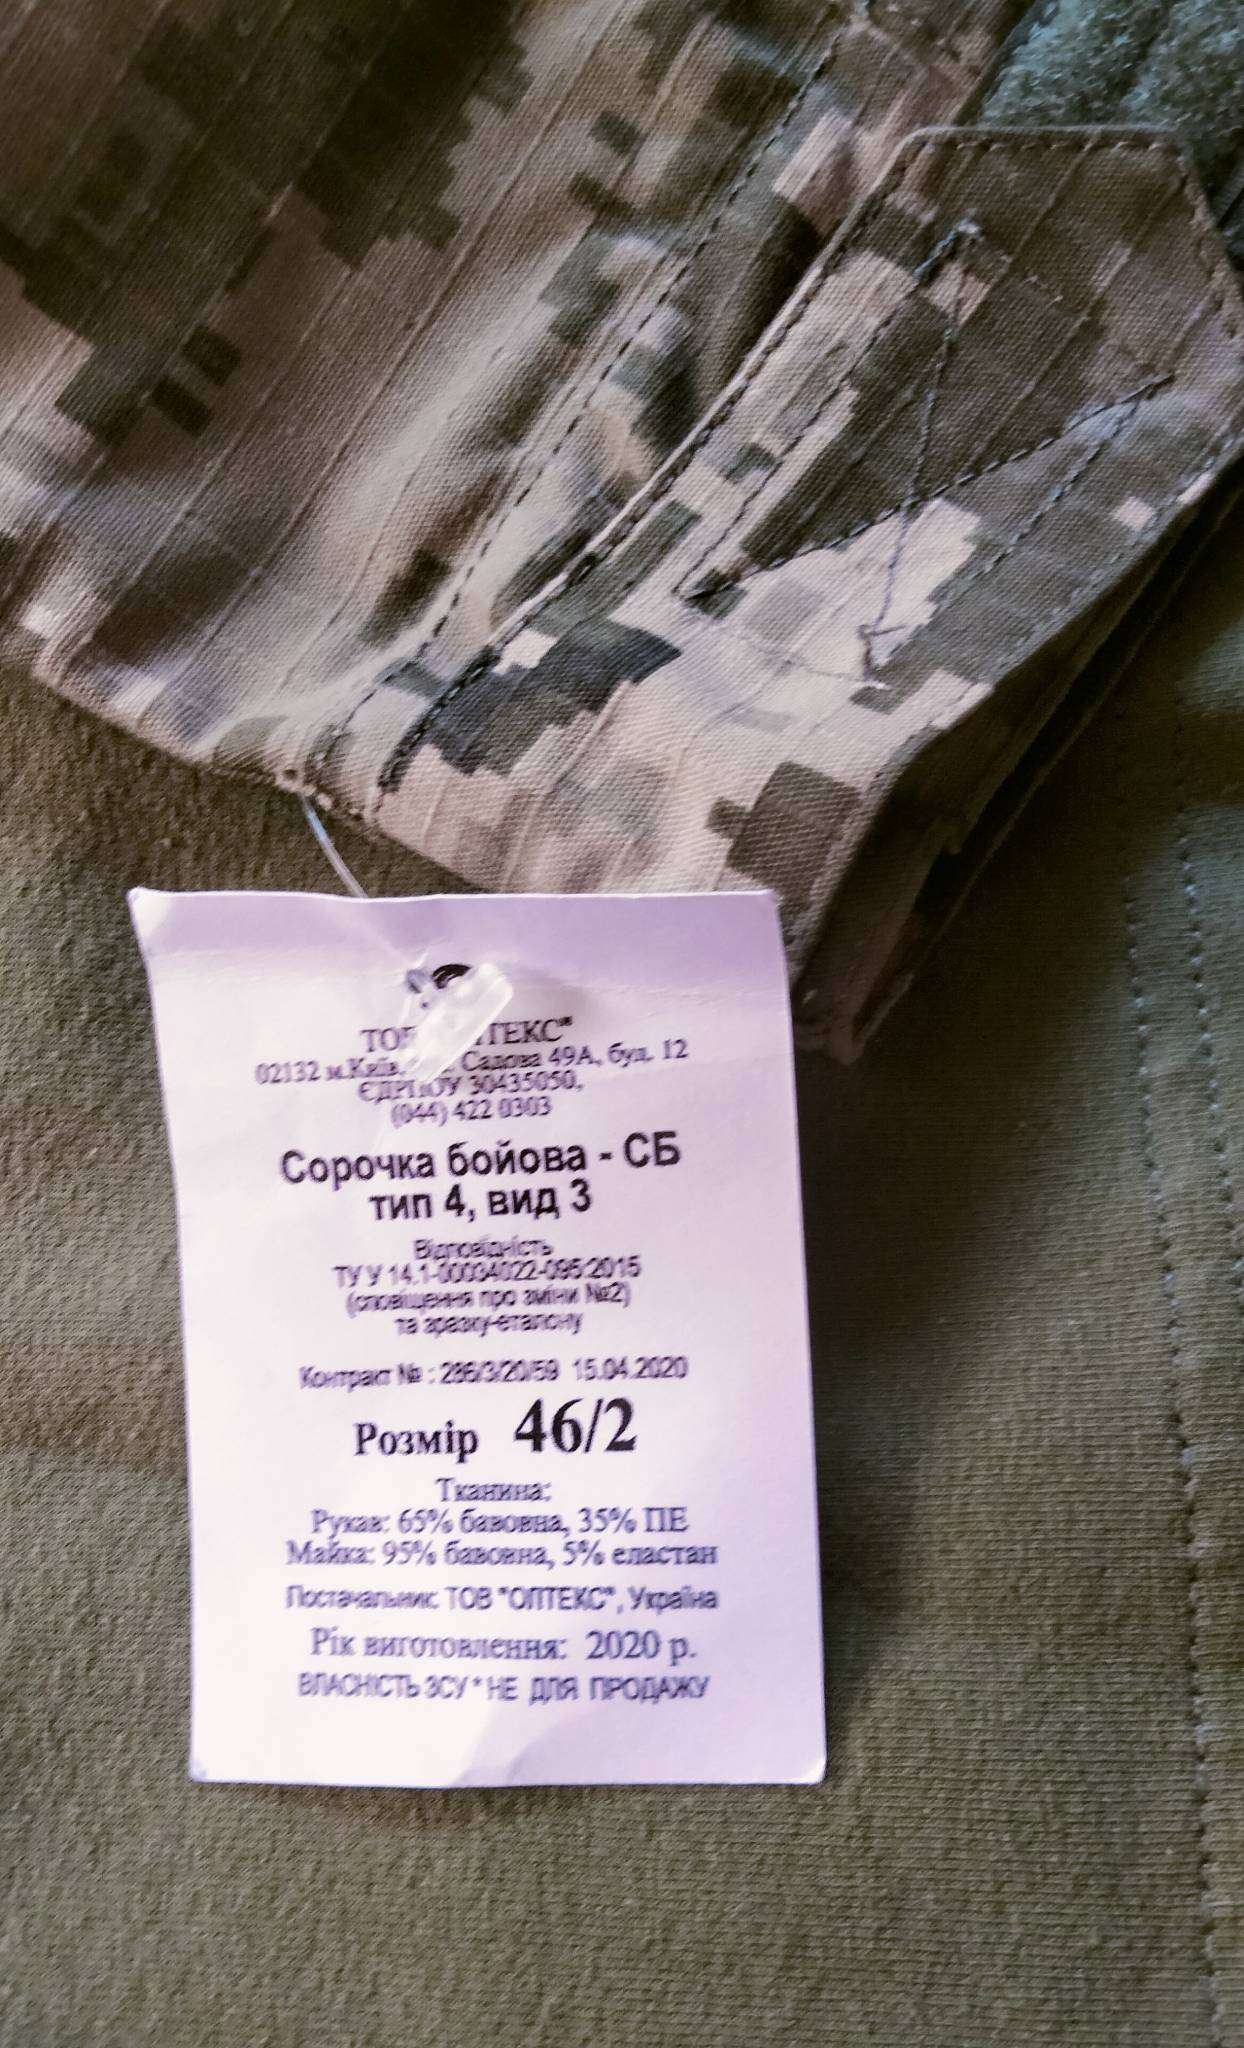 ТОВ "ОПТЕКС"
02132 м.Київ, Садова 49А, буд. 12
ЄДРПОУ 30435050,
(044) 422 0303
Сорочка бойова - СБ
тип 4, вид 3
Відповідність
ТУ У 14.1-00034022-095:2015
(сповіщення про зміни №2)
та зразку-еталону
Контракт № : 286/3/20/59 15.04.2020
Розмір 46/2
Тканина:
Рукав: 65% бавовна, 35% ПЕ
Майка: 95% бавовна, 5% еластан
Постачальник: ТОВ "ОПТЕКС", Україна
Рік виготовлення: 2020 р.
ВЛАСНІСТЬ ЗСУ * НЕ ДЛЯ ПРОДАЖУ